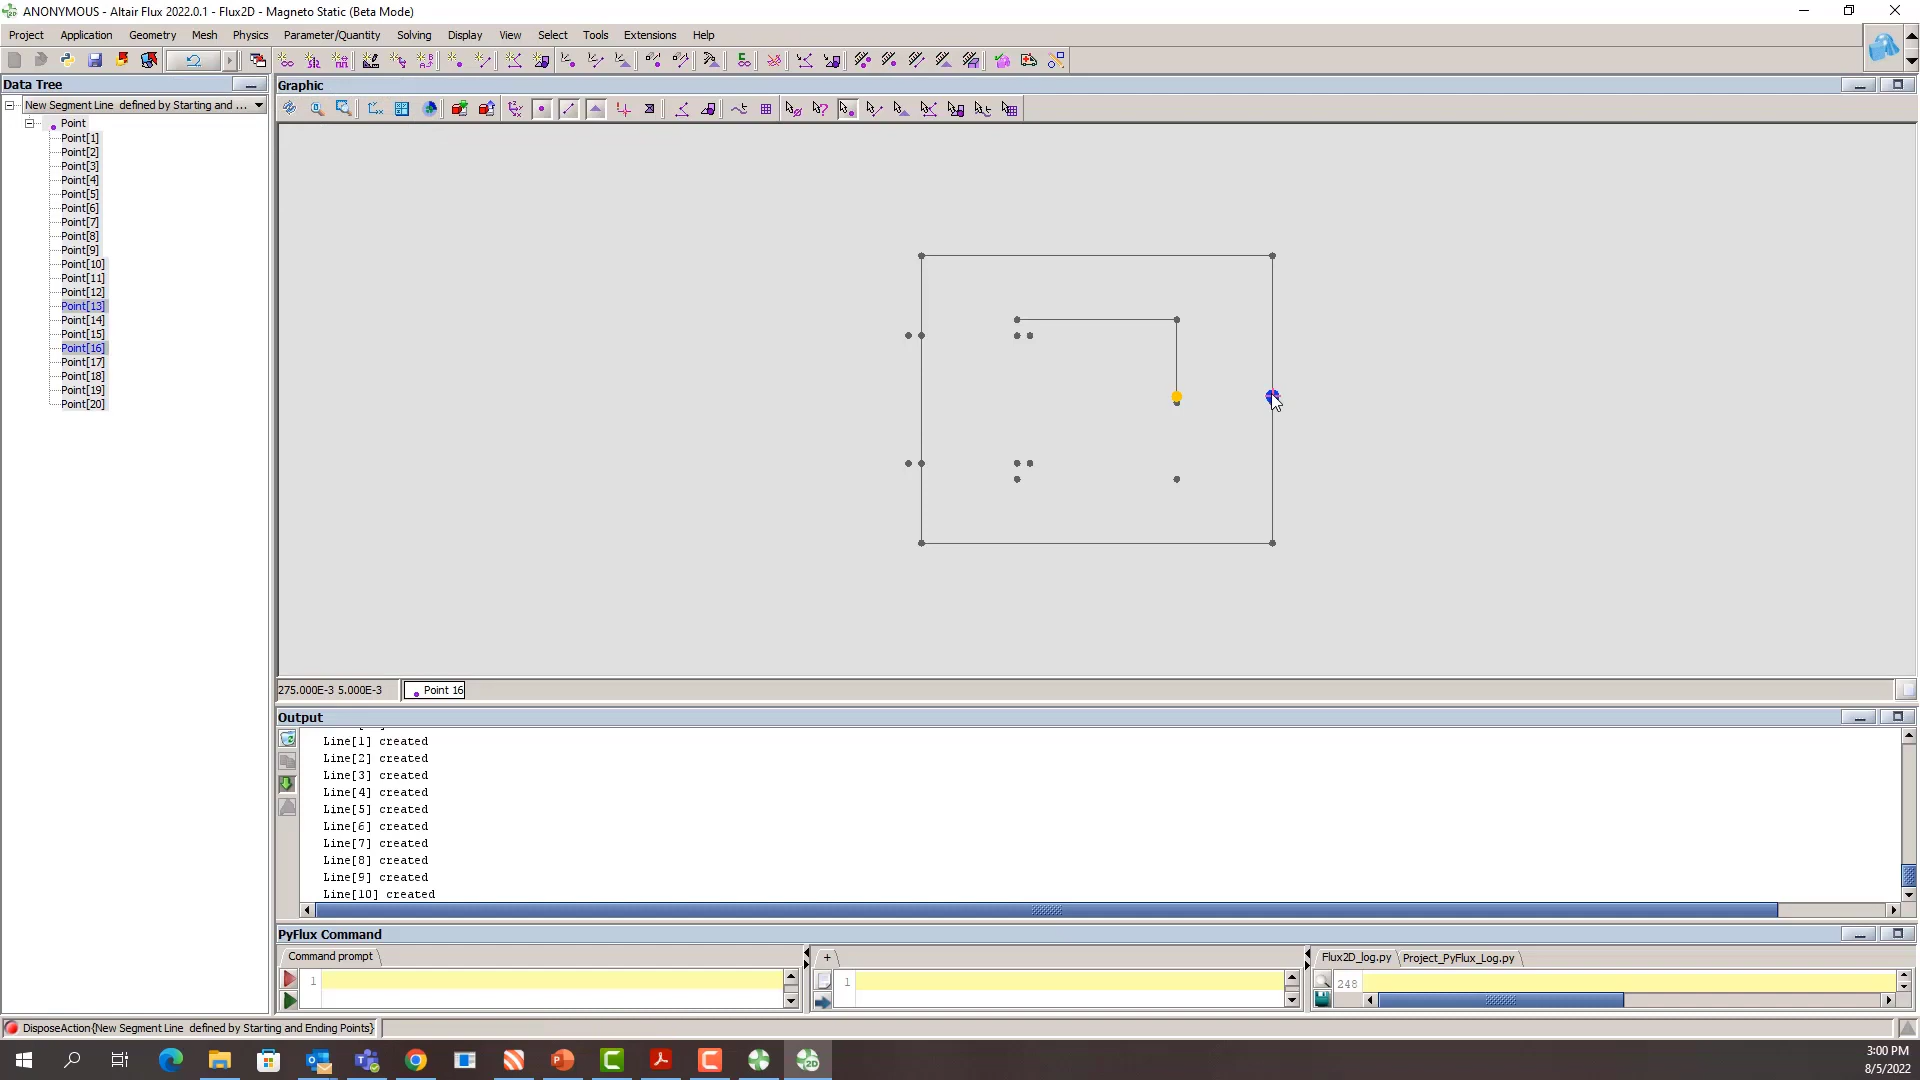 ANONYMOUS - Altair Flux 2022.0.1 - Flux2D - Magneto Static (Beta Mode)
Project Application Geometry Mesh Physics Parameter/Quantity Solving Display View Select Tools Extensions Help
Data Tree
New Segment Line defined by Starting and ...
Point
Point[1]
Point[2]
Point[3]
Point[4]
Point[5]
Point[6]
Point[7]
Point[8]
Point[9]
Point[10]
Point[11]
Point[12]
Point[13]
Point[14]
Point[15]
Point[16]
Point[17]
Point[18]
Point[19]
Point[20]
Graphic
275.000E-3 5.000E-3 Point 16
Output
Line[1] created
Line[2] created
Line[3] created
Line[4] created
Line[5] created
Line[6] created
Line[7] created
Line[8] created
Line[9] created
Line[10] created
PyFlux Command
Command prompt + Flux2D_log.py Project_PyFlux_Log.py
1 1 248
DisposeAction{New Segment Line defined by Starting and Ending Points}
3:00 PM
8/5/2022